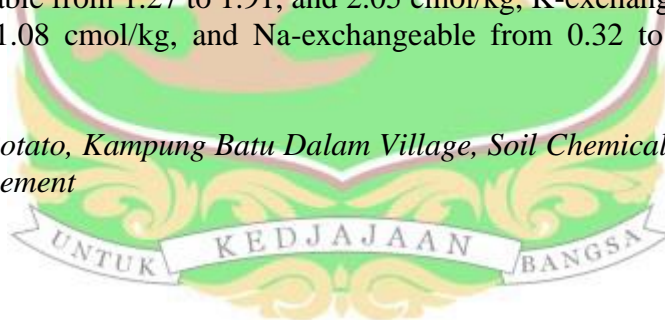 able from 1.27 to 1.91, and 2.05 cmol/kg, K-exchang
1.08 cmol/kg, and Na-exchangeable from 0.32 to
otato, Kampung Batu Dalam Village, Soil Chemical
ement
UNTUK KEDJAJAAN BANGSA